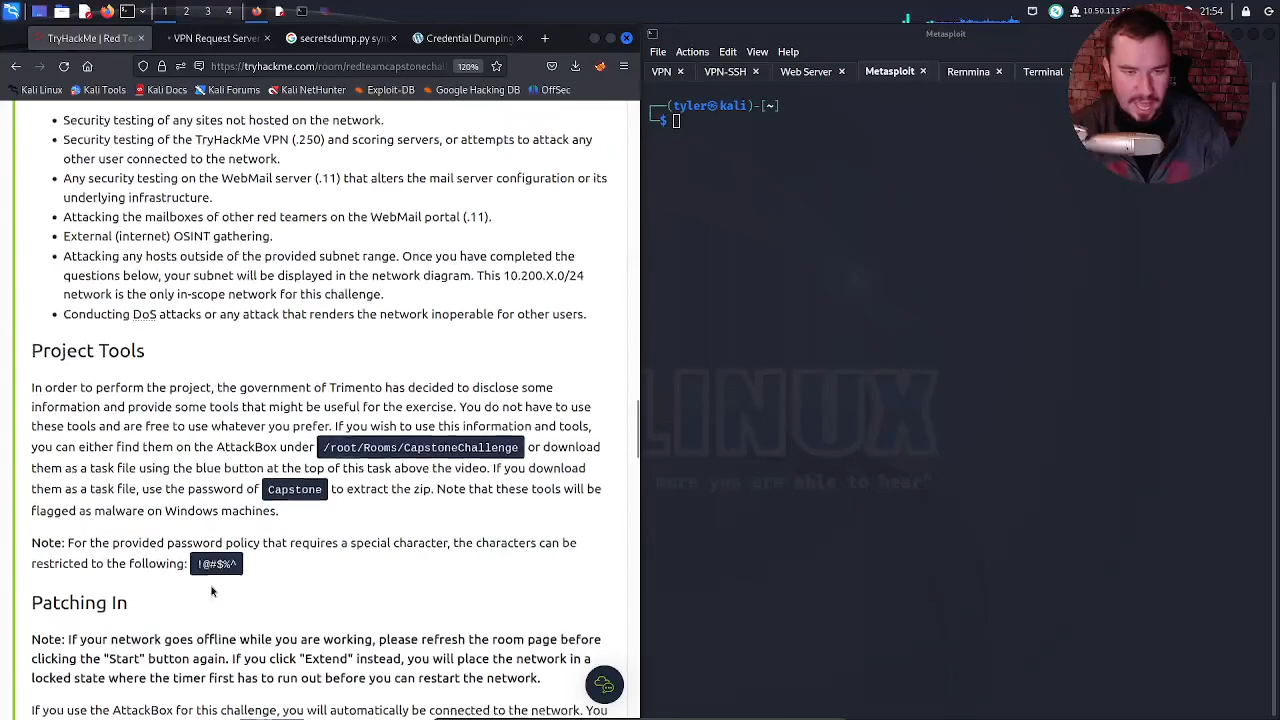 1 2 3 4
10.50.113 21:54
TryHackMe | Red Te
VPN Request Server
secretsdump.py syn
Credential Dumping
Metasploit
https://tryhackme.com/room/redteamcapstonechal
120%
File Actions Edit View Help
VPN VPN-SSH Web Server Metasploit Remmina Terminal
Kali Linux Kali Tools Kali Docs Kali Forums Kali NetHunter Exploit-DB Google Hacking DB OffSec
┌──(tyler㉿kali)-[~]
└─$
Security testing of any sites not hosted on the network.
Security testing of the TryHackMe VPN (.250) and scoring servers, or attempts to attack any
other user connected to the network.
Any security testing on the WebMail server (.11) that alters the mail server configuration or its
underlying infrastructure.
Attacking the mailboxes of other red teamers on the WebMail portal (.11).
External (internet) OSINT gathering.
Attacking any hosts outside of the provided subnet range. Once you have completed the
questions below, your subnet will be displayed in the network diagram. This 10.200.X.0/24
network is the only in-scope network for this challenge.
Conducting DoS attacks or any attack that renders the network inoperable for other users.
Project Tools
In order to perform the project, the government of Trimento has decided to disclose some
information and provide some tools that might be useful for the exercise. You do not have to use
these tools and are free to use whatever you prefer. If you wish to use this information and tools,
you can either find them on the AttackBox under /root/Rooms/CapstoneChallenge or download
them as a task file using the blue button at the top of this task above the video. If you download
them as a task file, use the password of Capstone to extract the zip. Note that these tools will be
flagged as malware on Windows machines.
Note: For the provided password policy that requires a special character, the characters can be
restricted to the following: !@#$%^
Patching In
Note: If your network goes offline while you are working, please refresh the room page before
clicking the "Start" button again. If you click "Extend" instead, you will place the network in a
locked state where the timer first has to run out before you can restart the network.
If you use the AttackBox for this challenge, you will automatically be connected to the network. You
LINUX
more you are able to hear"